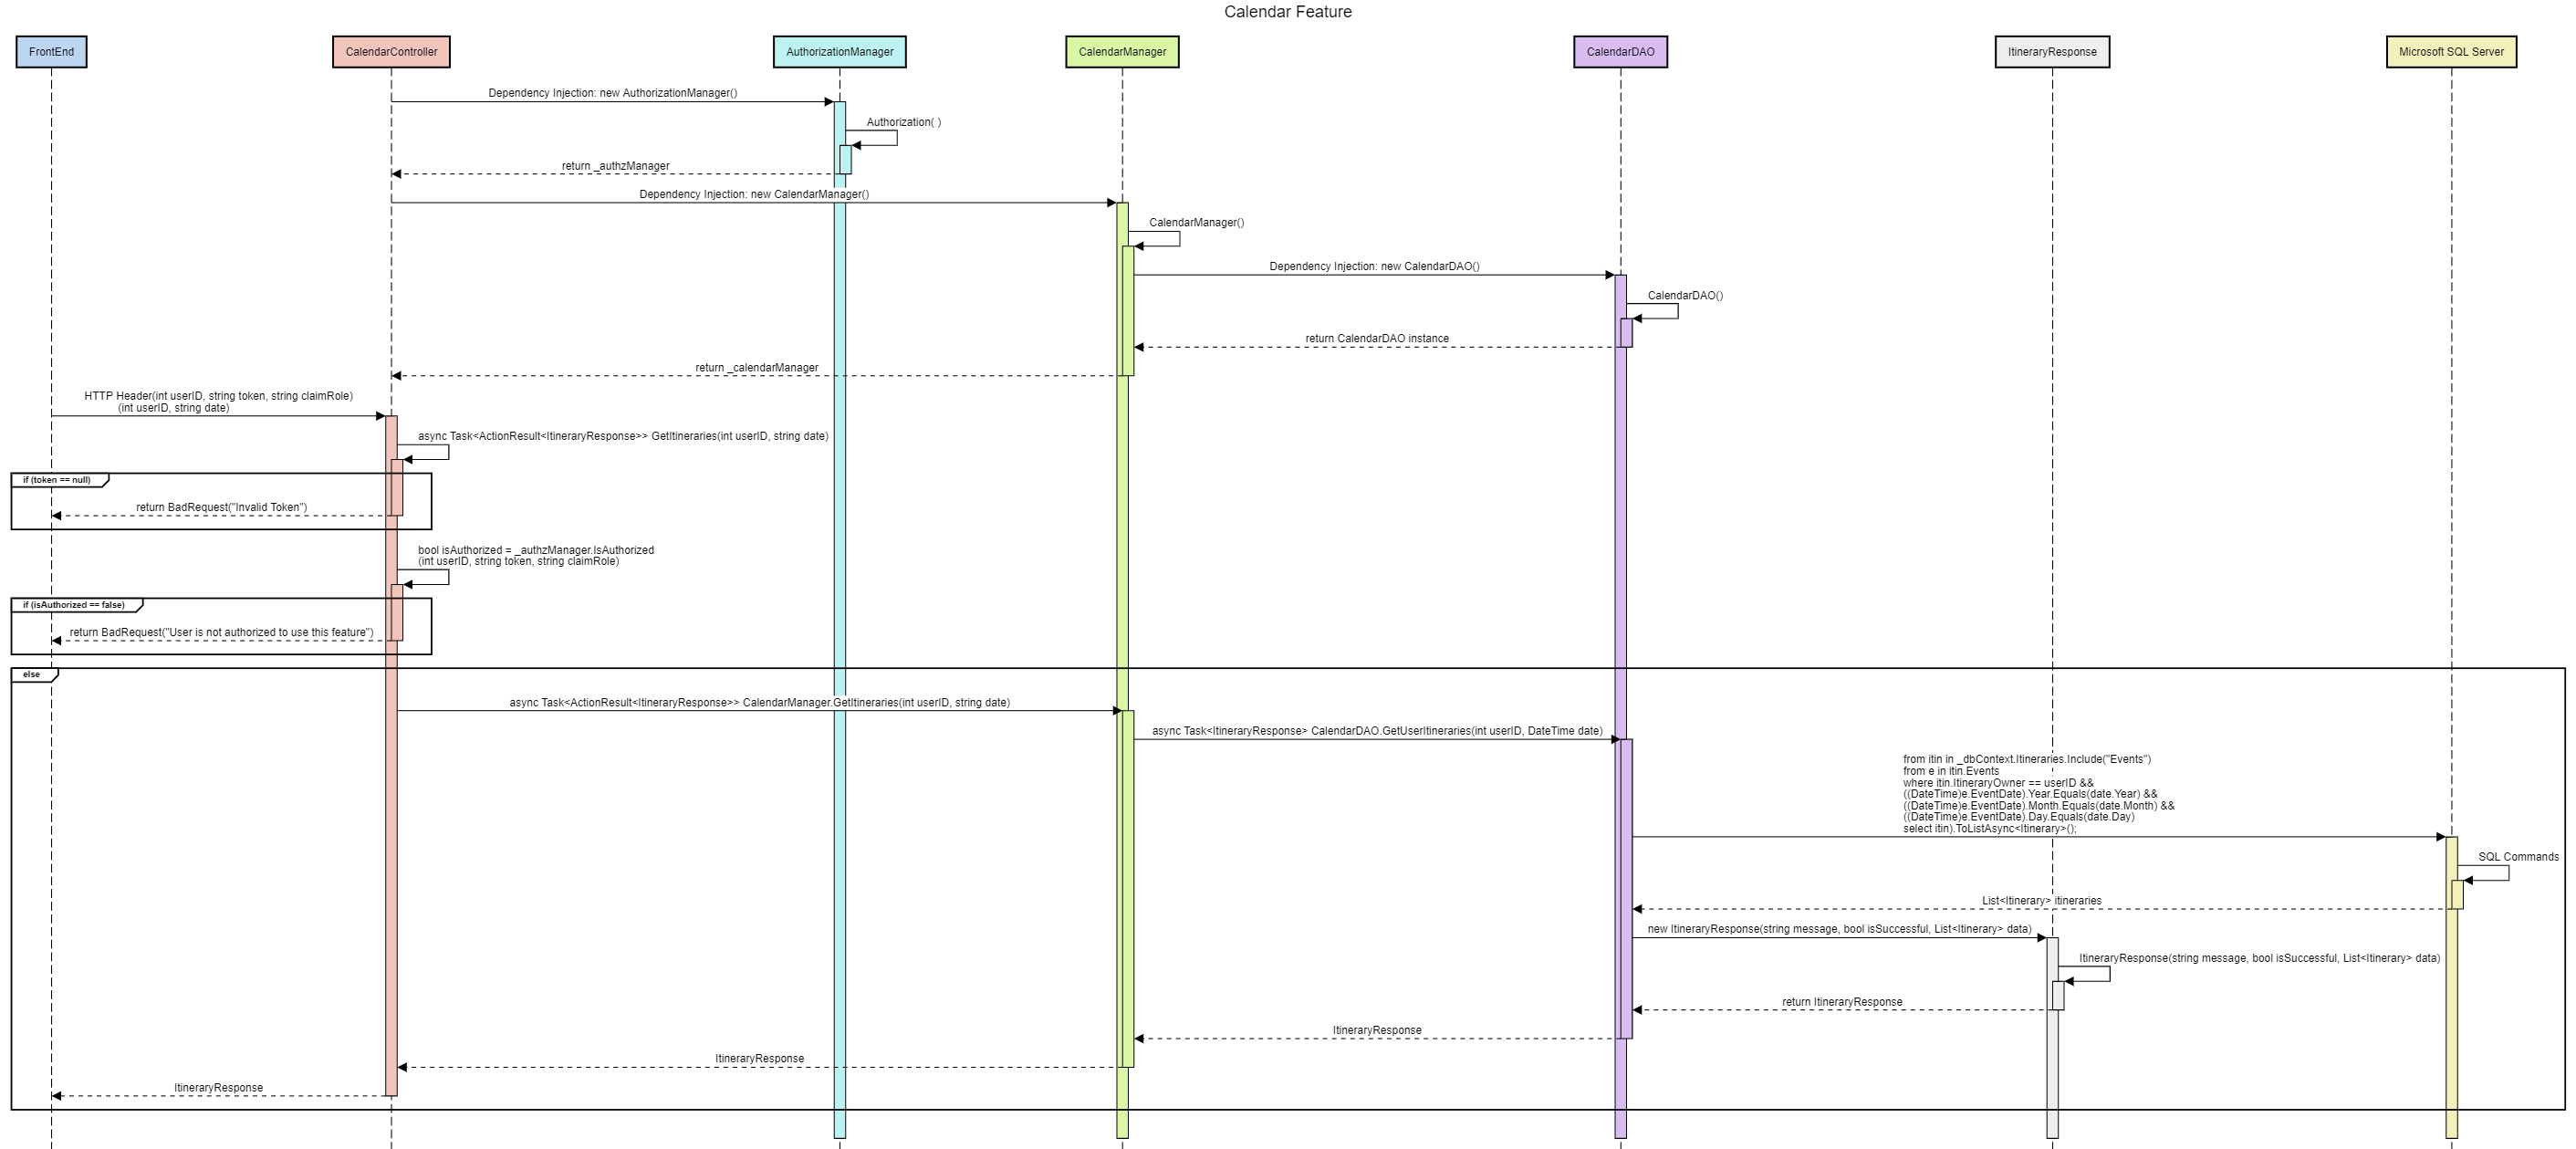 Calendar Feature
FrontEnd
CalendarController
AuthorizationManager
CalendarManager
CalendarDAO
ItineraryResponse
Microsoft SQL Server
Dependency Injection: new AuthorizationManager()
Authorization( )
return _authzManager
Dependency Injection: new CalendarManager()
CalendarManager()
Dependency Injection: new CalendarDAO()
CalendarDAO()
return CalendarDAO instance
return _calendarManager
HTTP Header(int userID, string token, string claimRole)
(int userID, string date)
async Task<ActionResult<ItineraryResponse>> GetItineraries(int userID, string date)
if (token == null)
return BadRequest("Invalid Token")
bool isAuthorized = _authzManager.IsAuthorized
(int userID, string token, string claimRole)
if (isAuthorized == false)
return BadRequest("User is not authorized to use this feature")
else
async Task<ActionResult<ItineraryResponse>> CalendarManager.GetItineraries(int userID, string date)
async Task<ItineraryResponse> CalendarDAO.GetUserItineraries(int userID, DateTime date)
from itin in _dbContext.Itineraries.Include("Events")
from e in itin.Events
where itin.ItineraryOwner == userID &&
((DateTime)e.EventDate).Year.Equals(date.Year) &&
((DateTime)e.EventDate).Month.Equals(date.Month) &&
((DateTime)e.EventDate).Day.Equals(date.Day)
select itin).ToListAsync<Itinerary>();
SQL Commands
List<Itinerary> itineraries
new ItineraryResponse(string message, bool isSuccessful, List<Itinerary> data)
ItineraryResponse(string message, bool isSuccessful, List<Itinerary> data)
return ItineraryResponse
ItineraryResponse
ItineraryResponse
ItineraryResponse